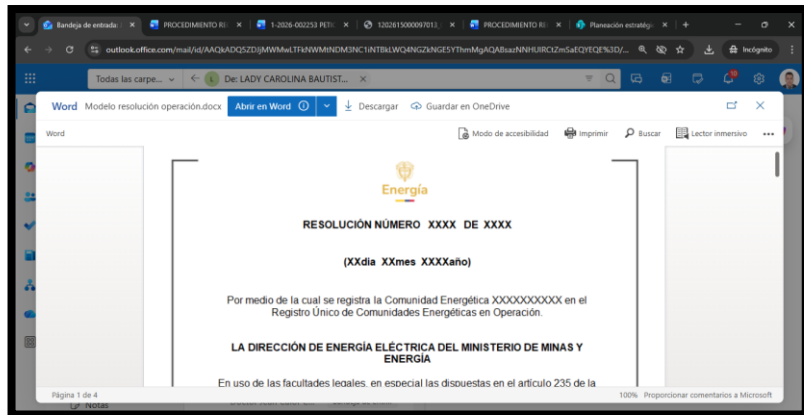 Bandeja de entrada:
PROCEDIMIENTO RE
1-2026-002253 PETI
1202615000097013_
PROCEDIMIENTO RE
Planeación estratégi
outlook.office.com/mail/id/
Incógnito
Todas las carpe...
De: LADY CAROLINA BAUTIST...
Word Modelo resolución operación.docx Abrir en Word Descargar Guardar en OneDrive
Word Modo de accesibilidad Imprimir Buscar Lector inmersivo
Energía
RESOLUCIÓN NÚMERO XXXX DE XXXX
(XXdia XXmes XXXXaño)
Por medio de la cual se registra la Comunidad Energética XXXXXXXXXX en el
Registro Único de Comunidades Energéticas en Operación.
LA DIRECCIÓN DE ENERGÍA ELÉCTRICA DEL MINISTERIO DE MINAS Y
ENERGÍA
En uso de las facultades legales, en especial las dispuestas en el artículo 235 de la
Página 1 de 4 100% Proporcionar comentarios a Microsoft
Notas